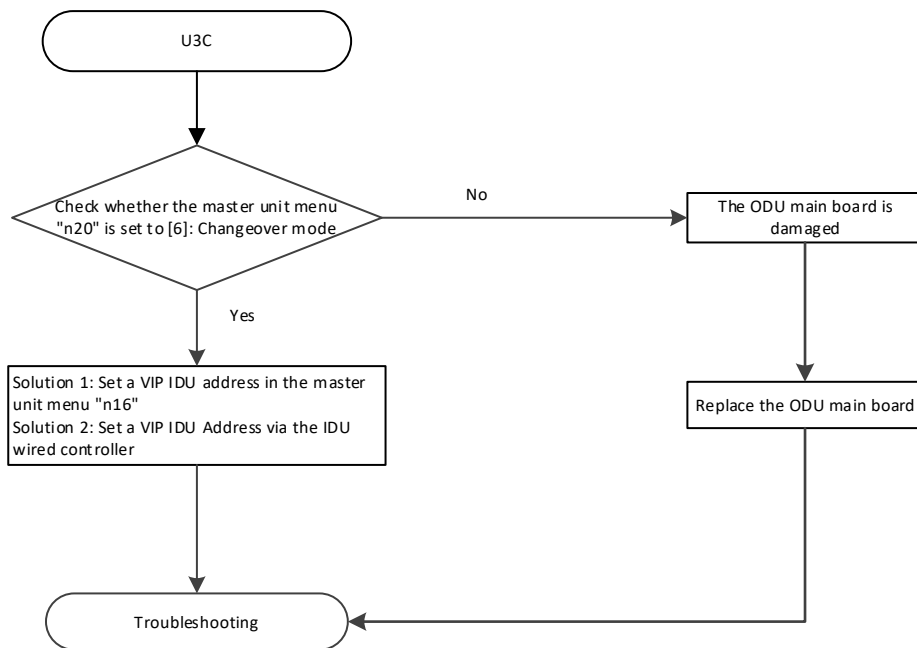 U3C
Check whether the master unit menu
"n20" is set to [6]: Changeover mode
No
The ODU main board is
damaged
Yes
Solution 1: Set a VIP IDU address in the master
unit menu "n16"
Solution 2: Set a VIP IDU Address via the IDU
wired controller
Replace the ODU main board
Troubleshooting